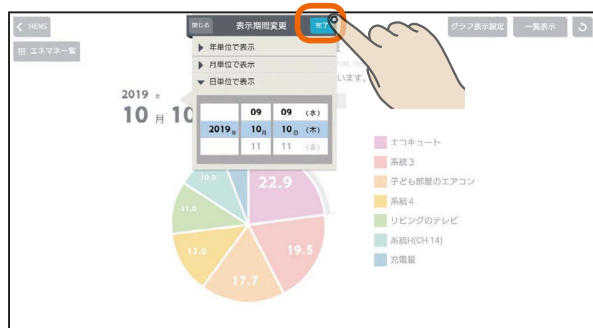 HEMS
閉じる
表示期間変更
完了
グラフ表示設定
一覧表示
エネマネ一覧
年単位で表示
月単位で表示
日単位で表示
います。
2019 年
10 月 10
09 09 (水)
2019年 10月 10日 (木)
11 11 (金)
22.9
19.5
17.7
13.0
11.0
10.0
エコキュート
系統3
子ども部屋のエアコン
系統4
リビングのテレビ
系統H(CH-14)
充電量